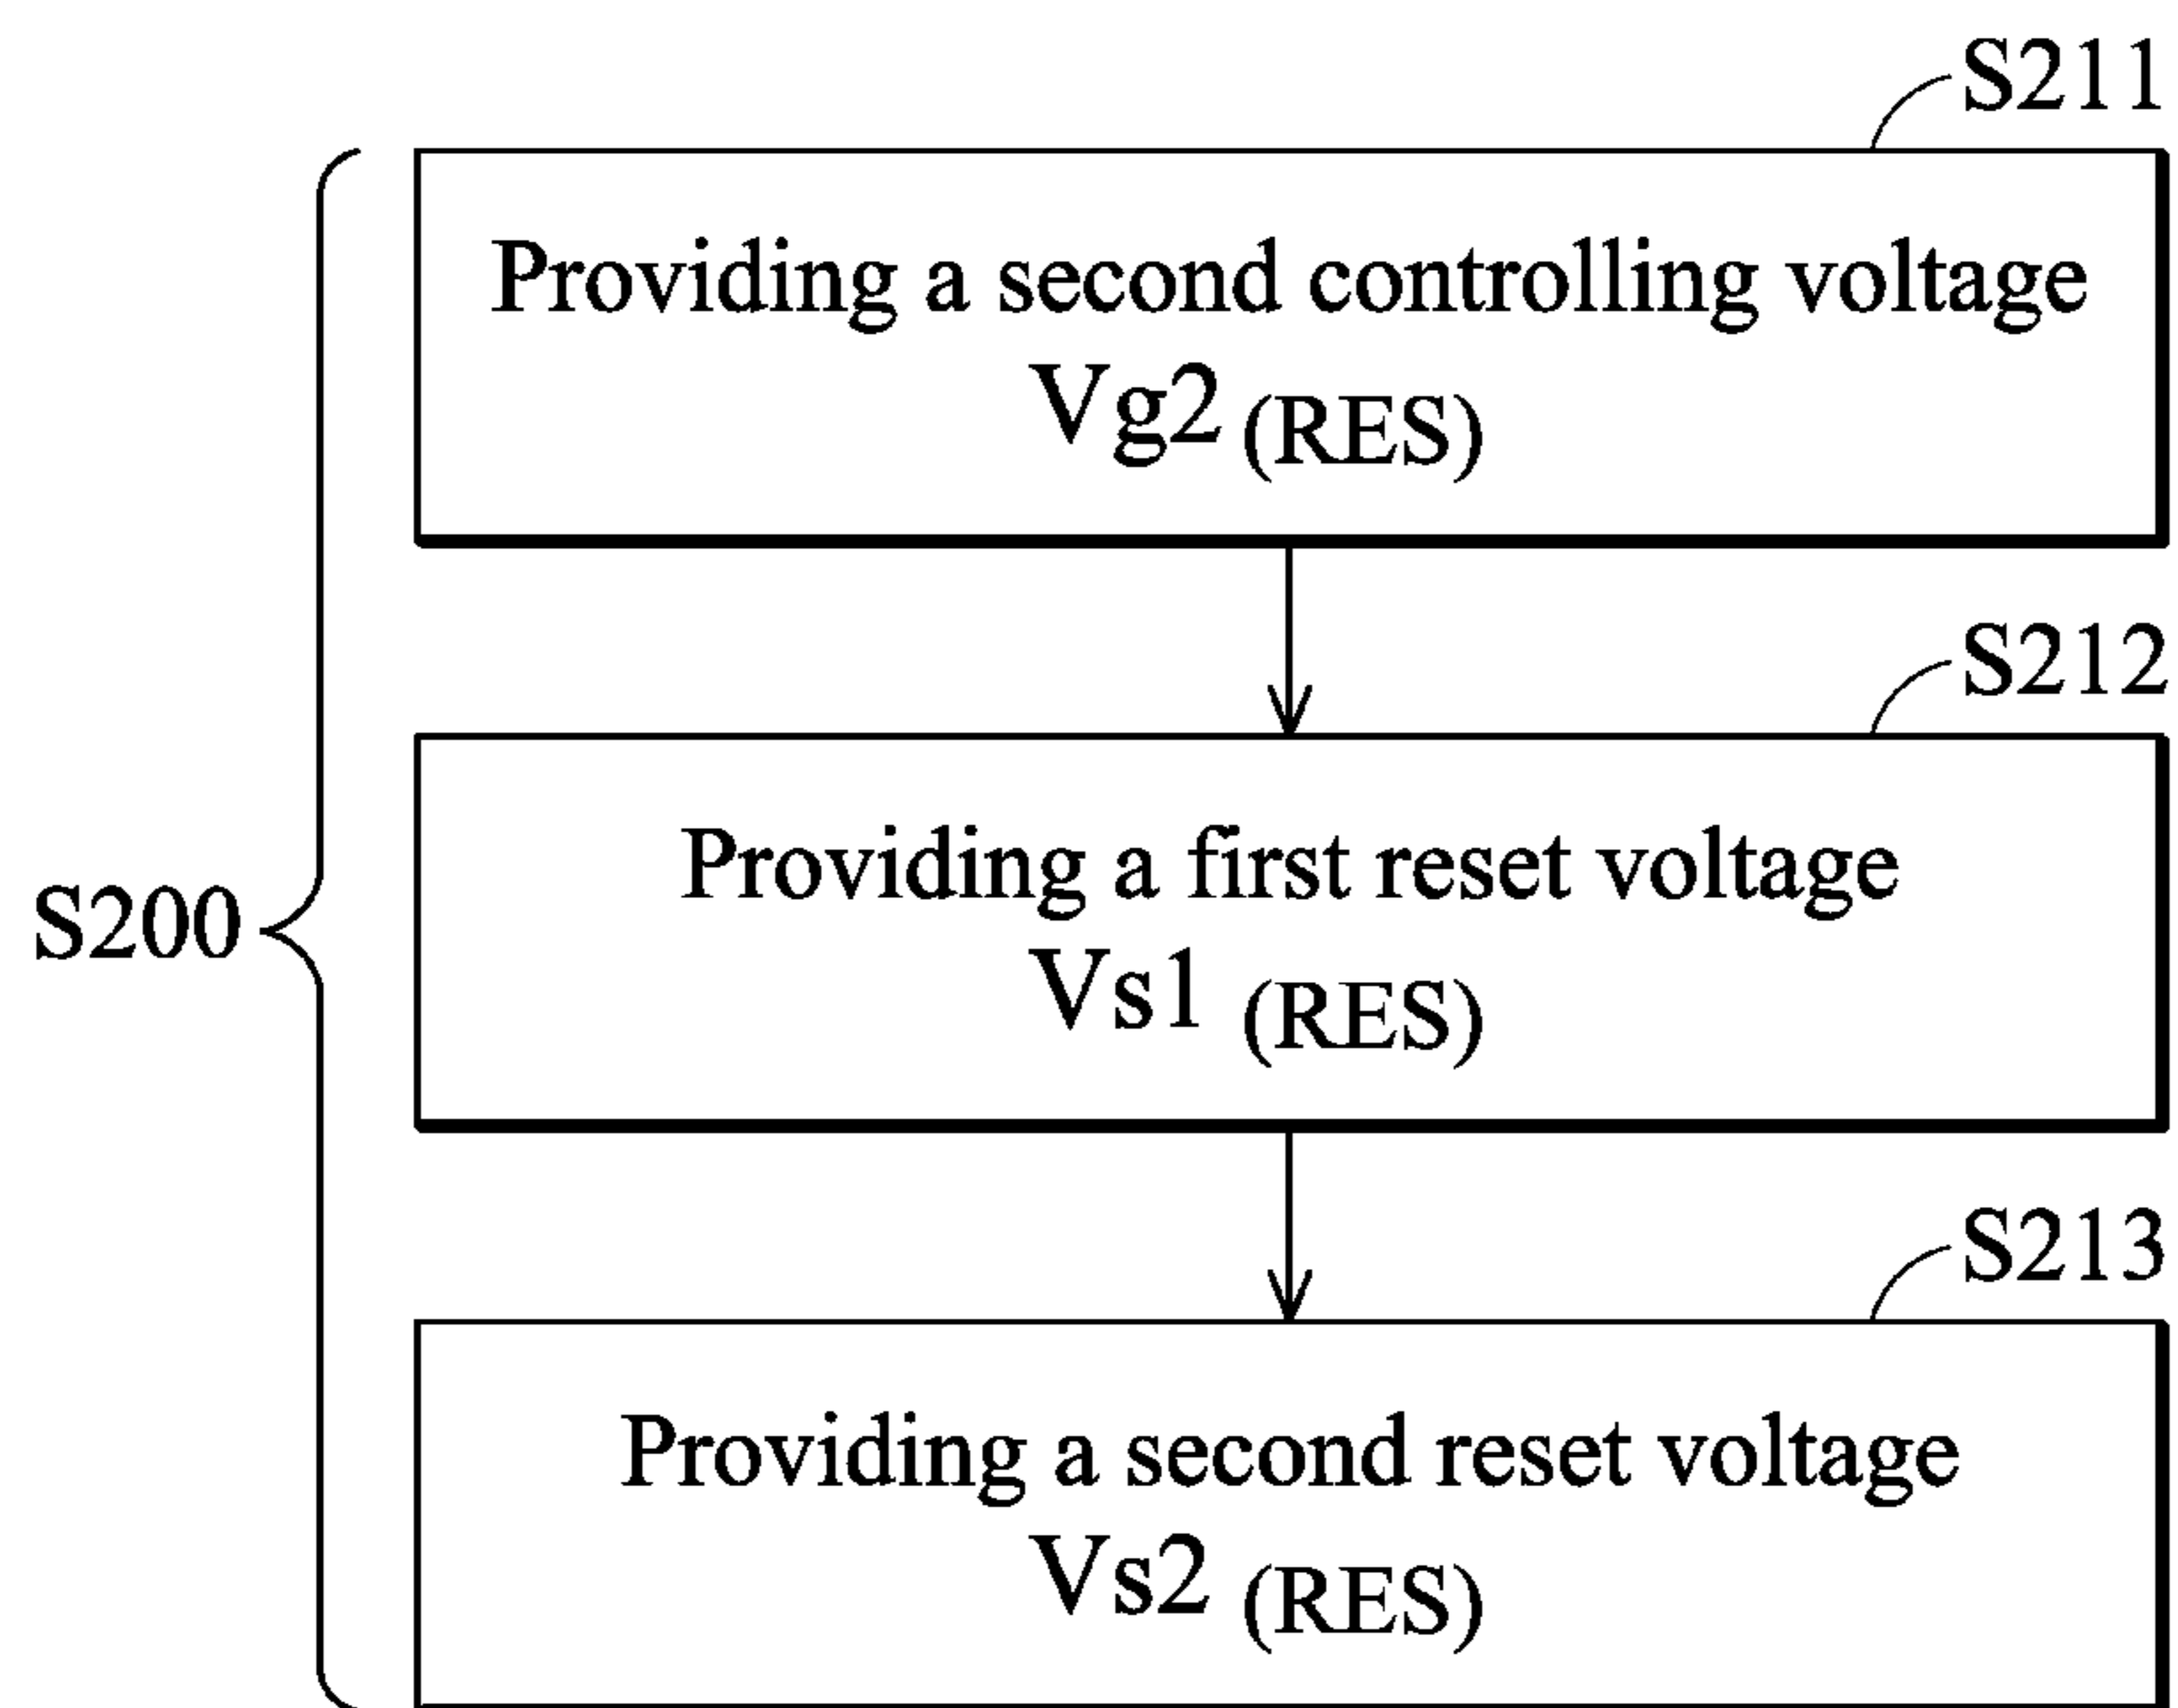 S211
Providing a second controlling voltage
Vg2 (RES)
S212
Providing a first reset voltage
Vs1 (RES)
S200
S213
Providing a second reset voltage
Vs2 (RES)